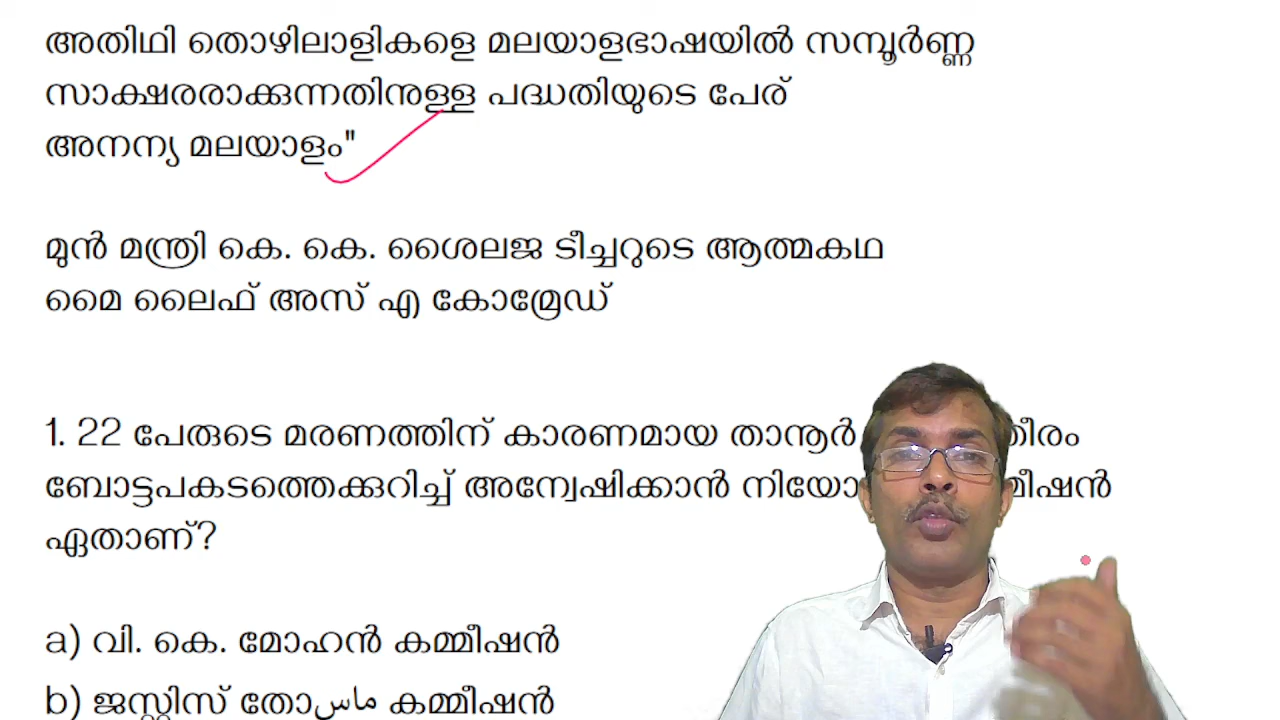 അതിഥി തൊഴിലാളികളെ മലയാളഭാഷയിൽ സമ്പൂർണ്ണ
സാക്ഷരരാക്കുന്നതിനുള്ള പദ്ധതിയുടെ പേര്
അനന്യ മലയാളം"
മുൻ മന്ത്രി കെ. കെ. ശൈലജ ടീച്ചറുടെ ആത്മകഥ
മൈ ലൈഫ് അസ് എ കോമ്രേഡ്
1. 22 പേരുടെ മരണത്തിന് കാരണമായ താനൂർ
ബോട്ടപകടത്തെക്കുറിച്ച് അന്വേഷിക്കാൻ
ഏതാണ്?
a) വി. കെ. മോഹൻ കമ്മീഷൻ
b) ജസ്റ്റിസ് തോماس കമ്മീഷൻ